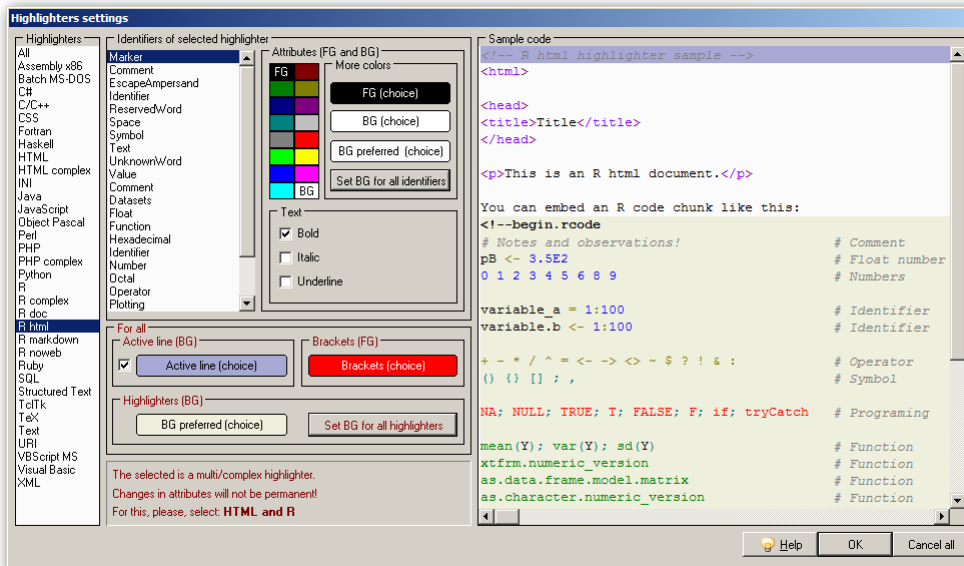 Highlighters settings
Highlighters
All
Assembly x86
Batch MS-DOS
C#
C/C++
CSS
Fortran
Haskell
HTML
HTML complex
INI
Java
JavaScript
Object Pascal
Perl
PHP
PHP complex
Python
R
R complex
R doc
R html
R markdown
R noweb
Ruby
SQL
Structured Text
TclTk
TeX
Text
URI
VBScript MS
Visual Basic
XML
Identifiers of selected highlighter
Marker
Comment
EscapeAmpersand
Identifier
ReservedWord
Space
Symbol
Text
UnknownWord
Value
Comment
Datasets
Float
Function
Hexadecimal
Identifier
Number
Octal
Operator
Plotting
Attributes (FG and BG)
FG
BG
More colors
FG (choice)
BG (choice)
BG preferred (choice)
Set BG for all identifiers
Text
Bold
Italic
Underline
For all
Active line (BG)
Active line (choice)
Brackets (FG)
Brackets (choice)
Highlighters (BG)
BG preferred (choice)
Set BG for all highlighters
The selected is a multi/complex highlighter.
Changes in attributes will not be permanent!
For this, please, select: HTML and R
Sample code
<!-- R html highlighter sample -->
<html>
<head>
<title>Title</title>
</head>
<p>This is an R html document.</p>
You can embed an R code chunk like this:
<!--begin.rcode
# Notes and observations! # Comment
pB <- 3.5E2 # Float number
0 1 2 3 4 5 6 8 9 # Numbers
variable_a = 1:100 # Identifier
variable.b <- 1:100 # Identifier
+ - * / ^ = <- -> <> ~ $ ? ! & : # Operator
() {} [] ; , # Symbol
NA; NULL; TRUE; T; FALSE; F; if; tryCatch # Programing
mean(Y); var(Y); sd(Y) # Function
xtfrm.numeric_version # Function
as.data.frame.model.matrix # Function
as.character.numeric_version # Function
Help
OK
Cancel all